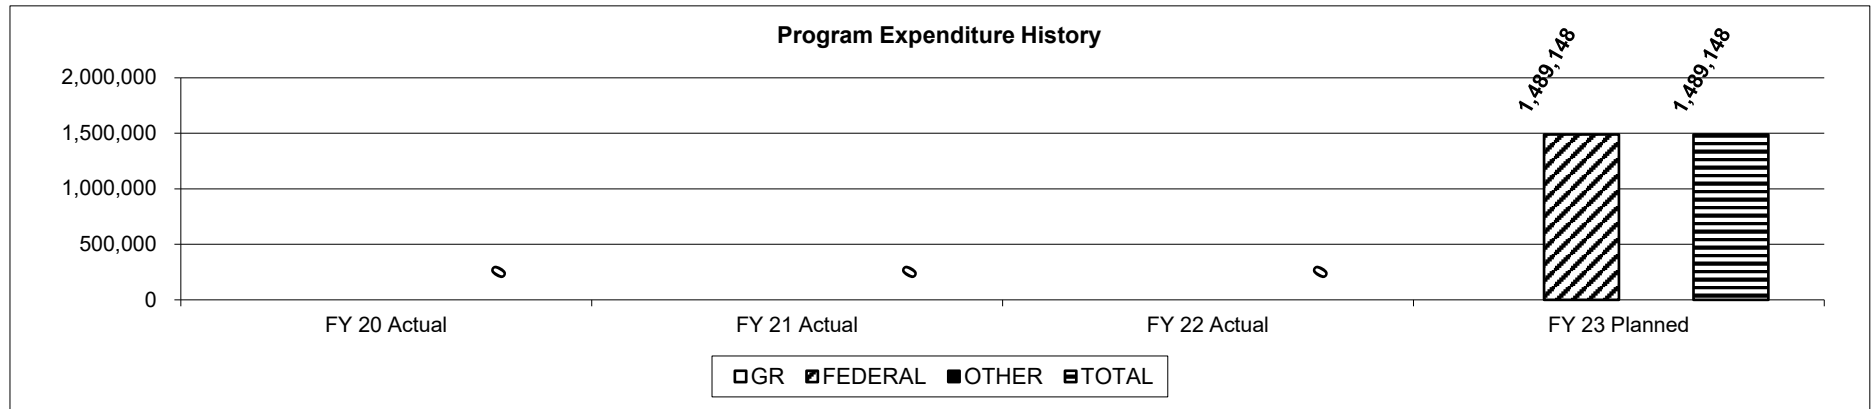 Program Expenditure History
1,489,148
1,489,148
2,000,000
1,500,000
1,000,000
500,000
0
0
0
0
FY 20 Actual
FY 21 Actual
FY 22 Actual
FY 23 Planned
GR FEDERAL OTHER TOTAL